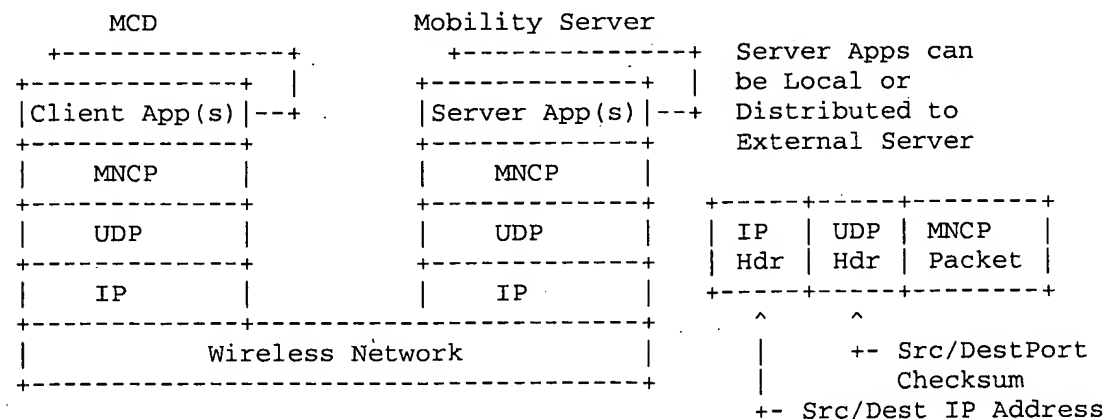 MCD Mobility Server
Server Apps can
be Local or
Client App(s) Server App(s) Distributed to
External Server
MNCP MNCP
UDP UDP IP UDP MNCP
Hdr Hdr Packet
IP IP
Wireless Network +- Src/DestPort
Checksum
+- Src/Dest IP Address